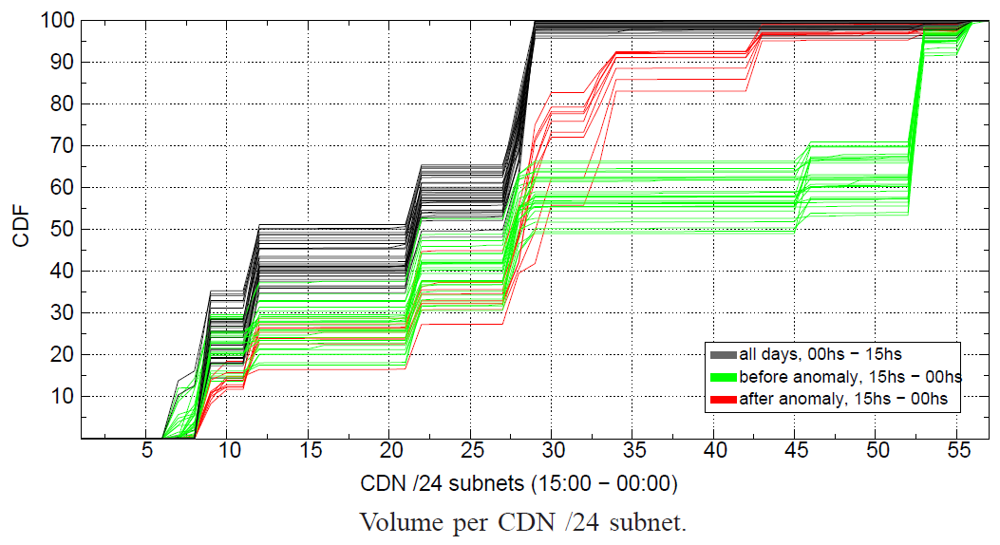 100
90
80
70
60
50
40
30
20
10
CDF
all days, 00hs − 15hs
before anomaly, 15hs − 00hs
after anomaly, 15hs − 00hs
5 10 15 20 25 30 35 40 45 50 55
CDN /24 subnets (15:00 − 00:00)
Volume per CDN /24 subnet.